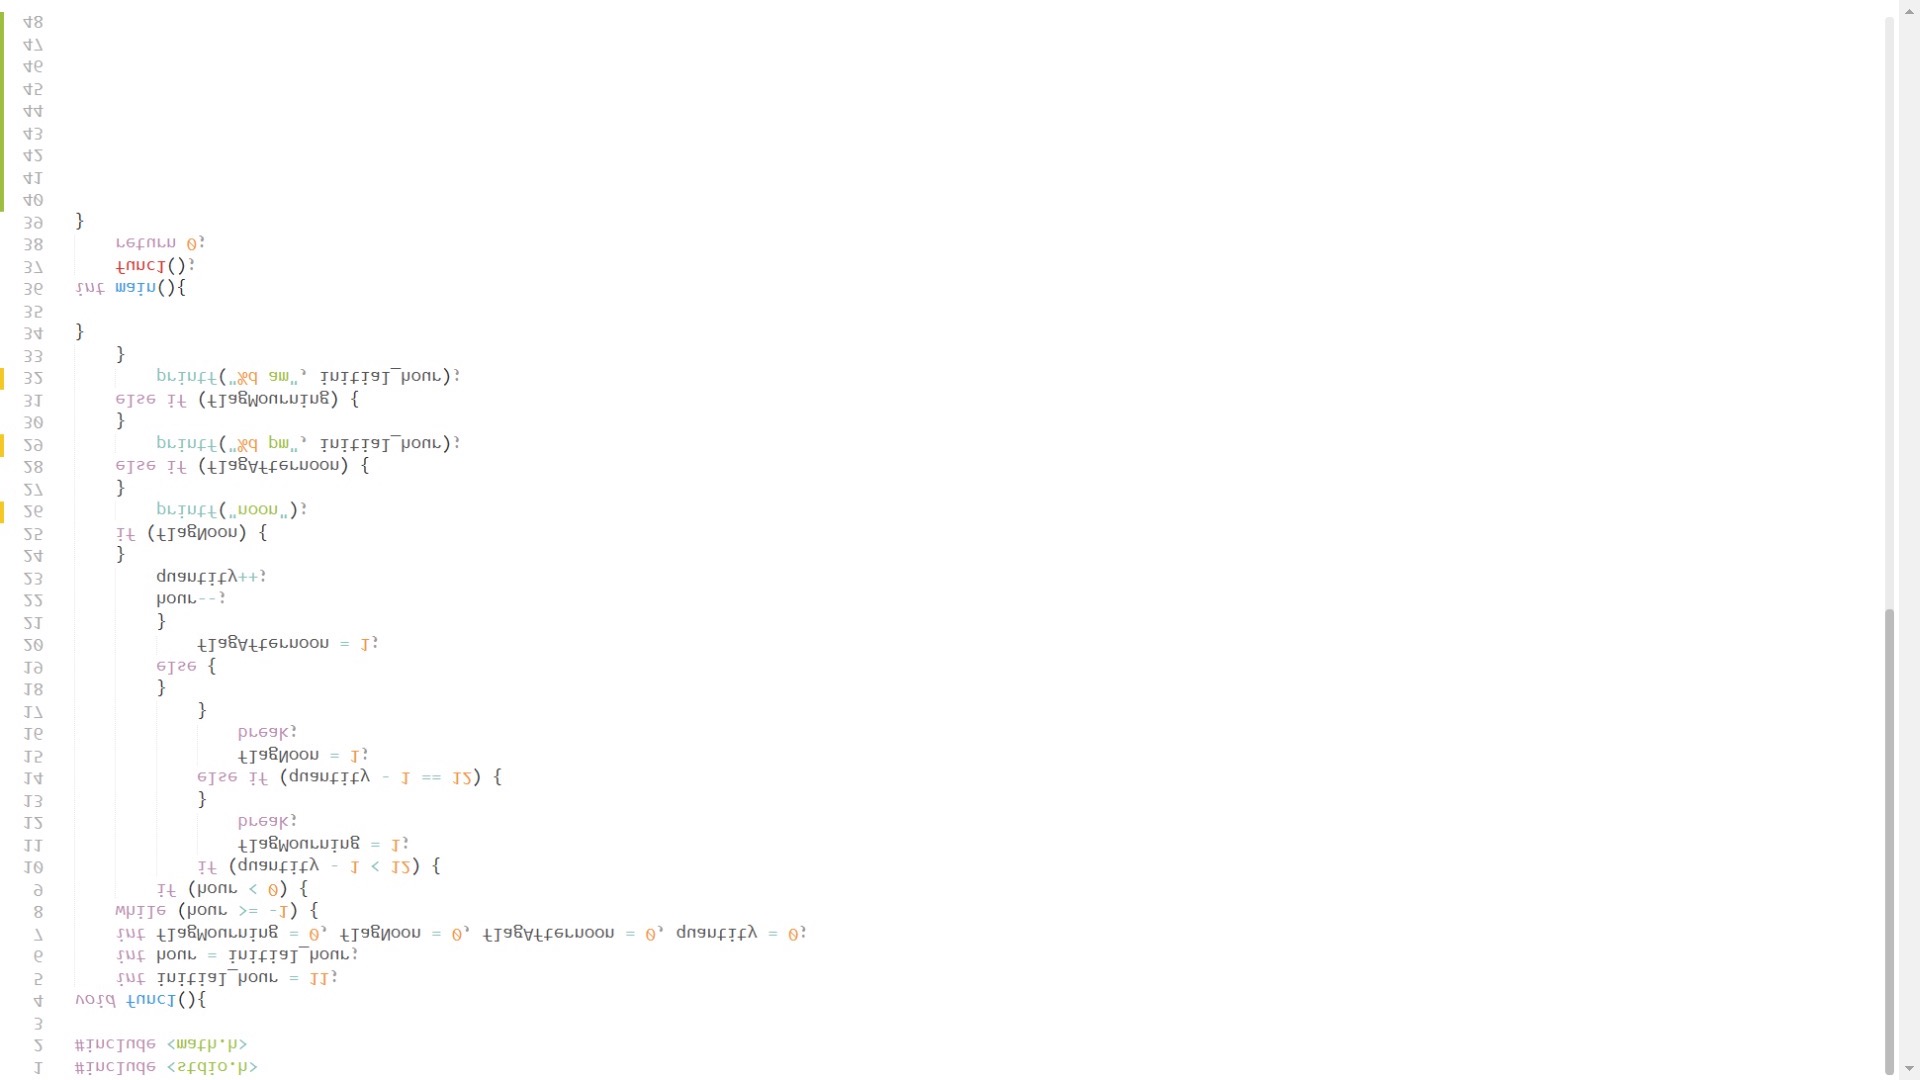 1 #include <stdio.h>
2 #include <math.h>
3
4 void func1(){
5 int initial_hour = 11;
6 int hour = initial_hour;
7 int flagMourning = 0, flagNoon = 0, flagAfternoon = 0, quantity = 0;
8 while (hour >= -1) {
9 if (hour < 0) {
10 if (quantity - 1 < 12) {
11 flagMourning = 1;
12 break;
13 }
14 else if (quantity - 1 == 12) {
15 flagNoon = 1;
16 break;
17 }
18 }
19 else {
20 flagAfternoon = 1;
21 }
22 hour--;
23 quantity++;
24 }
25 if (flagNoon) {
26 printf("noon");
27 }
28 else if (flagAfternoon) {
29 printf("%d pm", initial_hour);
30 }
31 else if (flagMourning) {
32 printf("%d am", initial_hour);
33 }
34 }
35
36 int main(){
37 func1();
38 return 0;
39 }
40
41
42
43
44
45
46
47
48